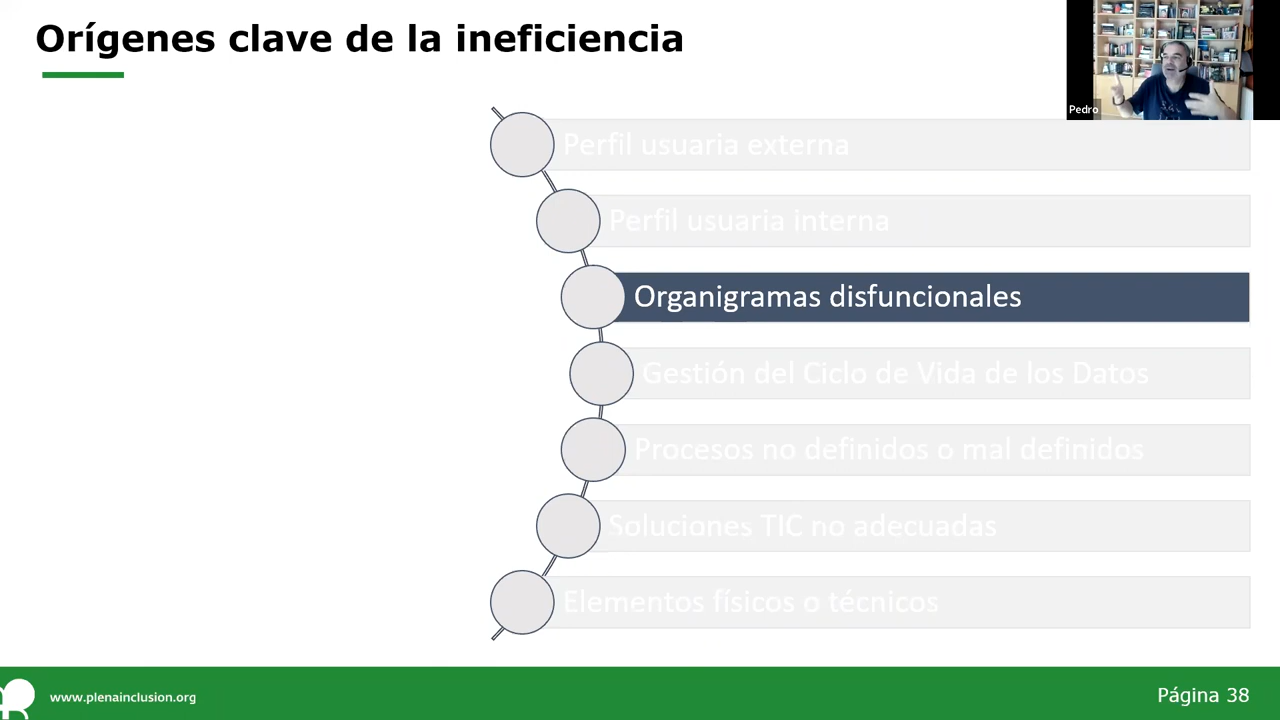 Orígenes clave de la ineficiencia
Pedro
Perfil usuaria externa
Perfil usuaria interna
Organigramas disfuncionales
Gestión del Ciclo de Vida de los Datos
Procesos no definidos o mal definidos
Soluciones TIC no adecuadas
Elementos físicos o técnicos
www.plenainclusion.org
Página 38